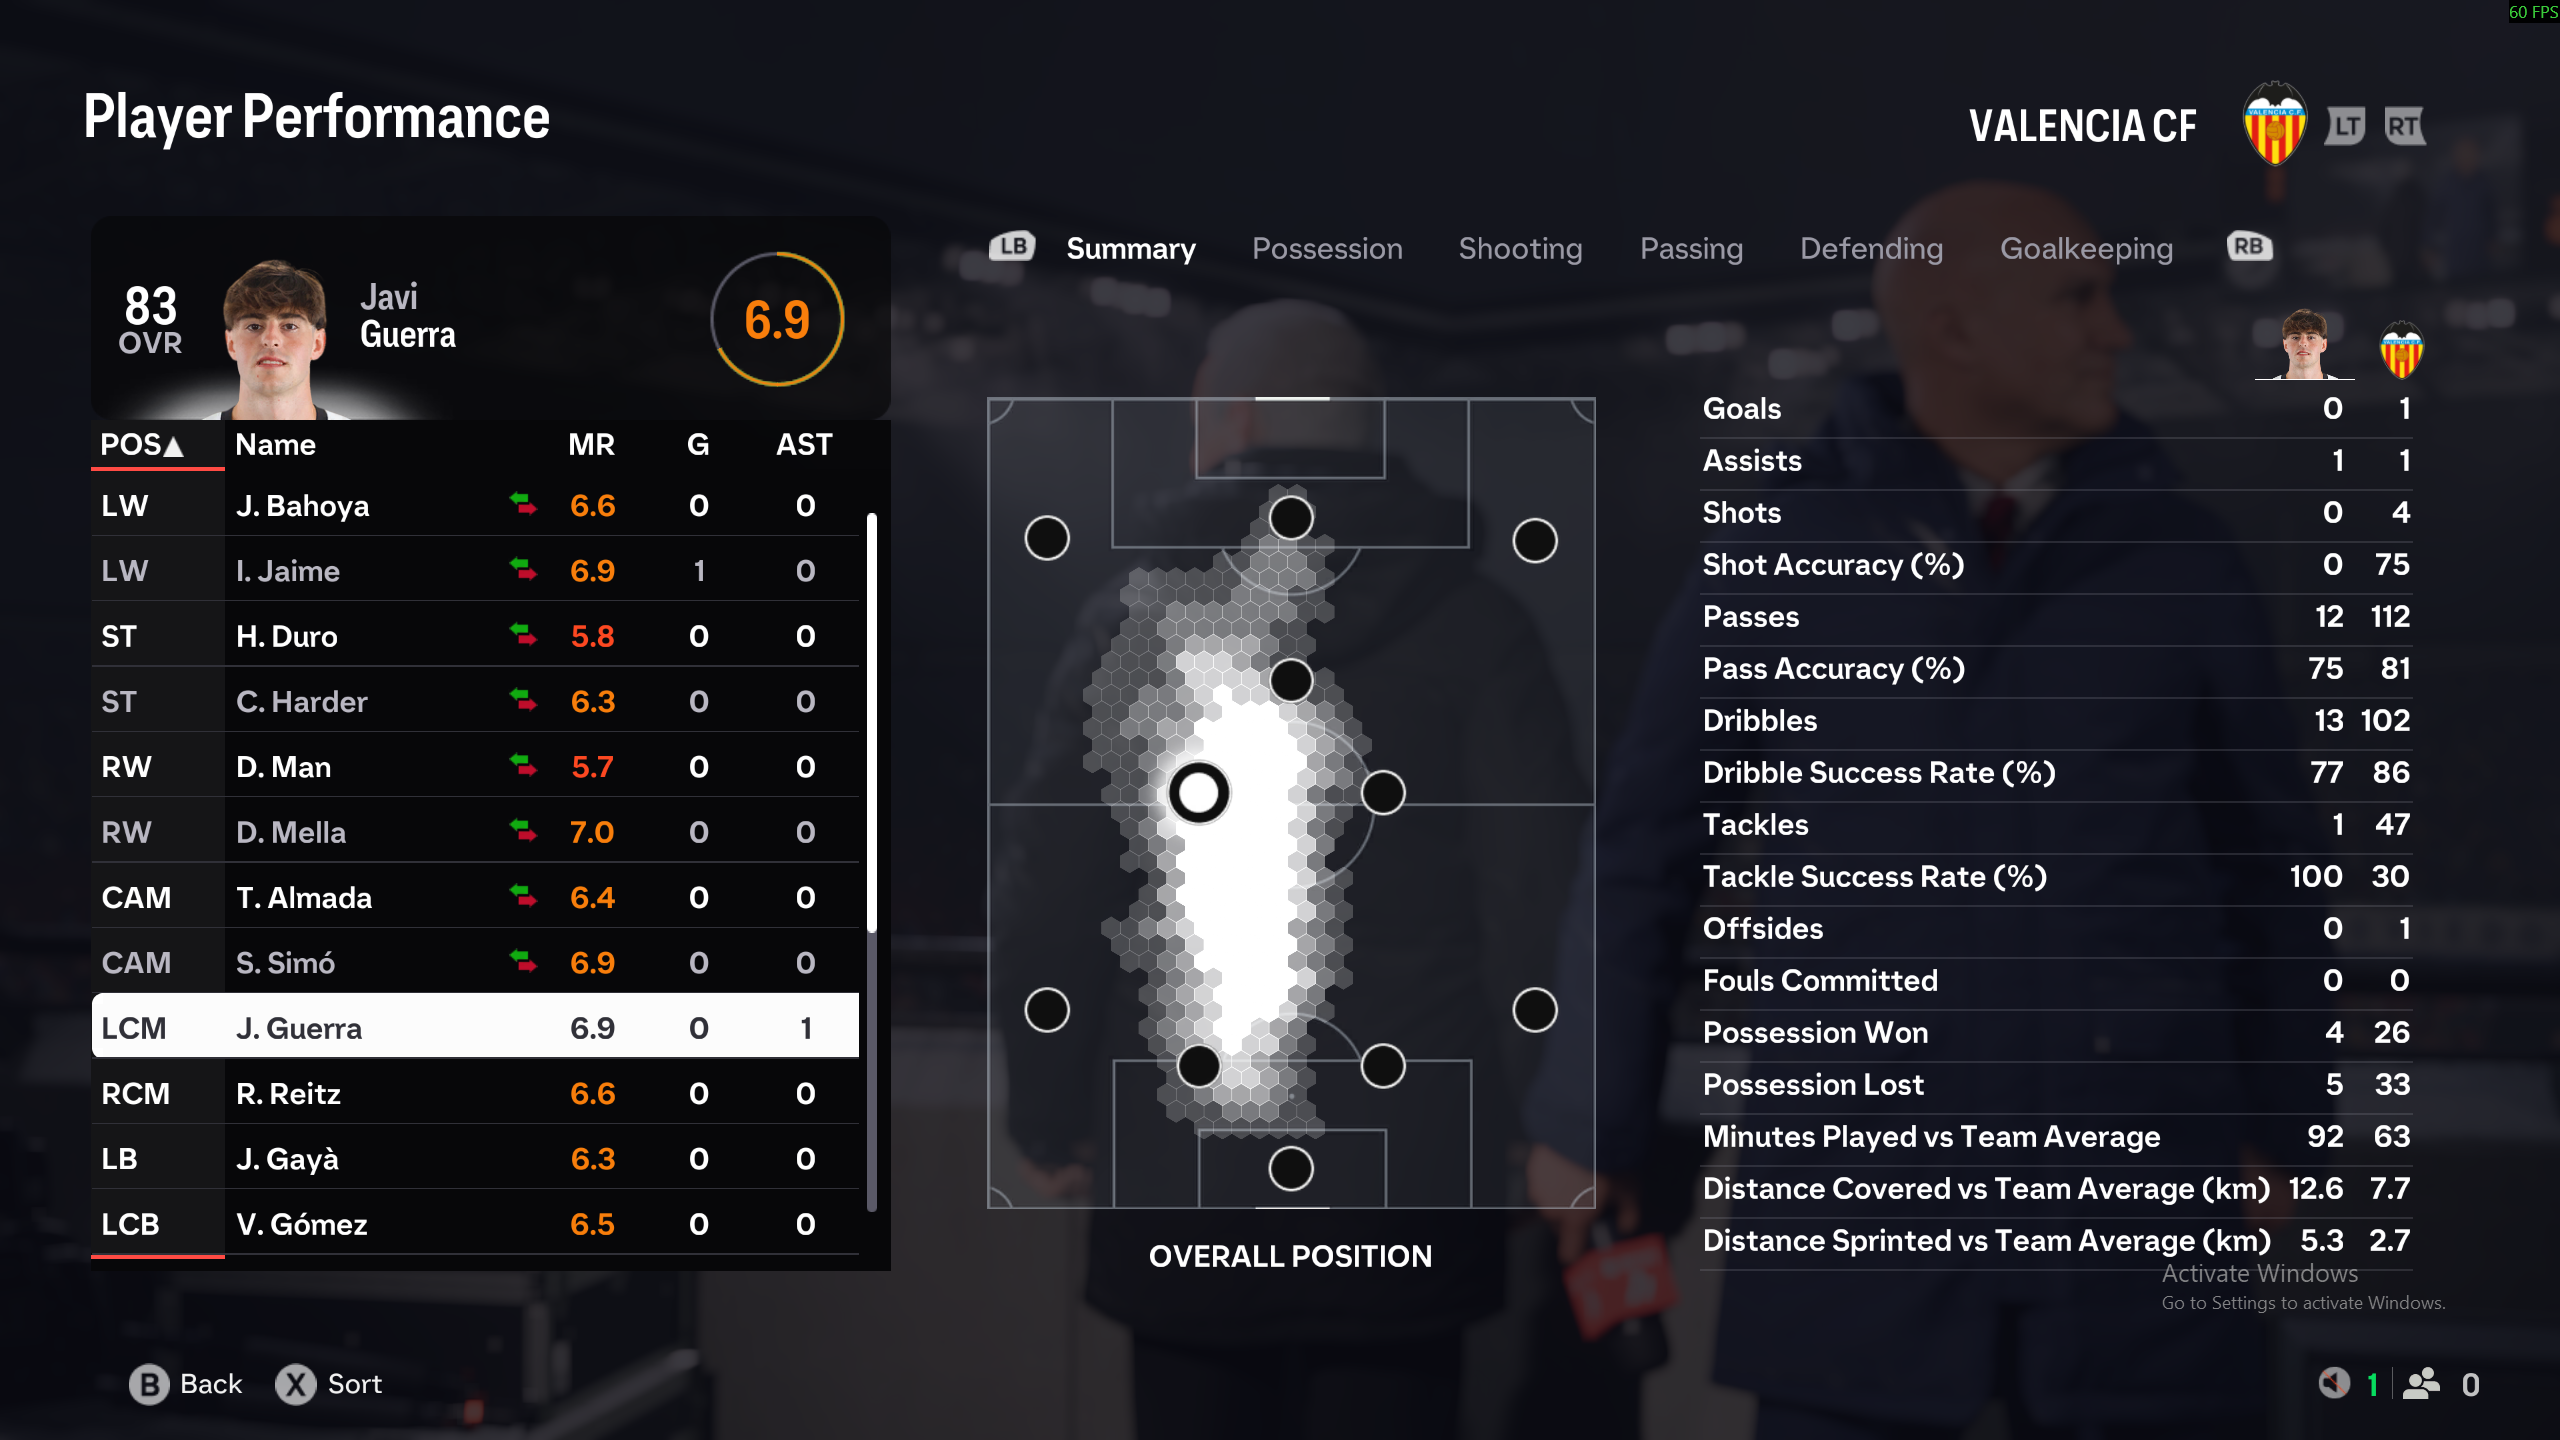 60 FPS
Player Performance
VALENCIA CF
LT RT
83
OVR
Javi
Guerra
6.9
LB Summary Possession Shooting Passing Defending Goalkeeping RB
POS▲ Name MR G AST
LW J. Bahoya 6.6 0 0
LW I. Jaime 6.9 1 0
ST H. Duro 5.8 0 0
ST C. Harder 6.3 0 0
RW D. Man 5.7 0 0
RW D. Mella 7.0 0 0
CAM T. Almada 6.4 0 0
CAM S. Simó 6.9 0 0
LCM J. Guerra 6.9 0 1
RCM R. Reitz 6.6 0 0
LB J. Gayà 6.3 0 0
LCB V. Gómez 6.5 0 0
OVERALL POSITION
Goals 0 1
Assists 1 1
Shots 0 4
Shot Accuracy (%) 0 75
Passes 12 112
Pass Accuracy (%) 75 81
Dribbles 13 102
Dribble Success Rate (%) 77 86
Tackles 1 47
Tackle Success Rate (%) 100 30
Offsides 0 1
Fouls Committed 0 0
Possession Won 4 26
Possession Lost 5 33
Minutes Played vs Team Average 92 63
Distance Covered vs Team Average (km) 12.6 7.7
Distance Sprinted vs Team Average (km) 5.3 2.7
Activate Windows
Go to Settings to activate Windows.
B Back X Sort
1 0